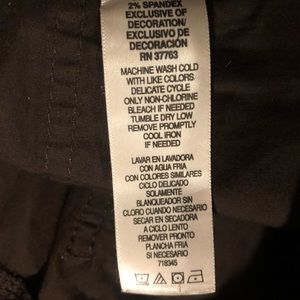 2% SPANDEX
EXCLUSIVE OF
DECORATION/
EXCLUSIVO DE
DECORACIÓN
RN 37763
MACHINE WASH COLD
WITH LIKE COLORS
DELICATE CYCLE
ONLY NON-CHLORINE
BLEACH IF NEEDED
TUMBLE DRY LOW
REMOVE PROMPTLY
COOL IRON
IF NEEDED
LAVAR EN LAVADORA
CON AGUA FRIA
CON COLORES SIMILARES
A CICLO DELICADO
SOLAMENTE
BLANQUEADOR SIN
CLORO CUANDO NECESARIO
SECAR EN SECADORA
A CICLO LENTO
REMOVER PRONTO
PLANCHA FRIA
SI NECESARIO
718345